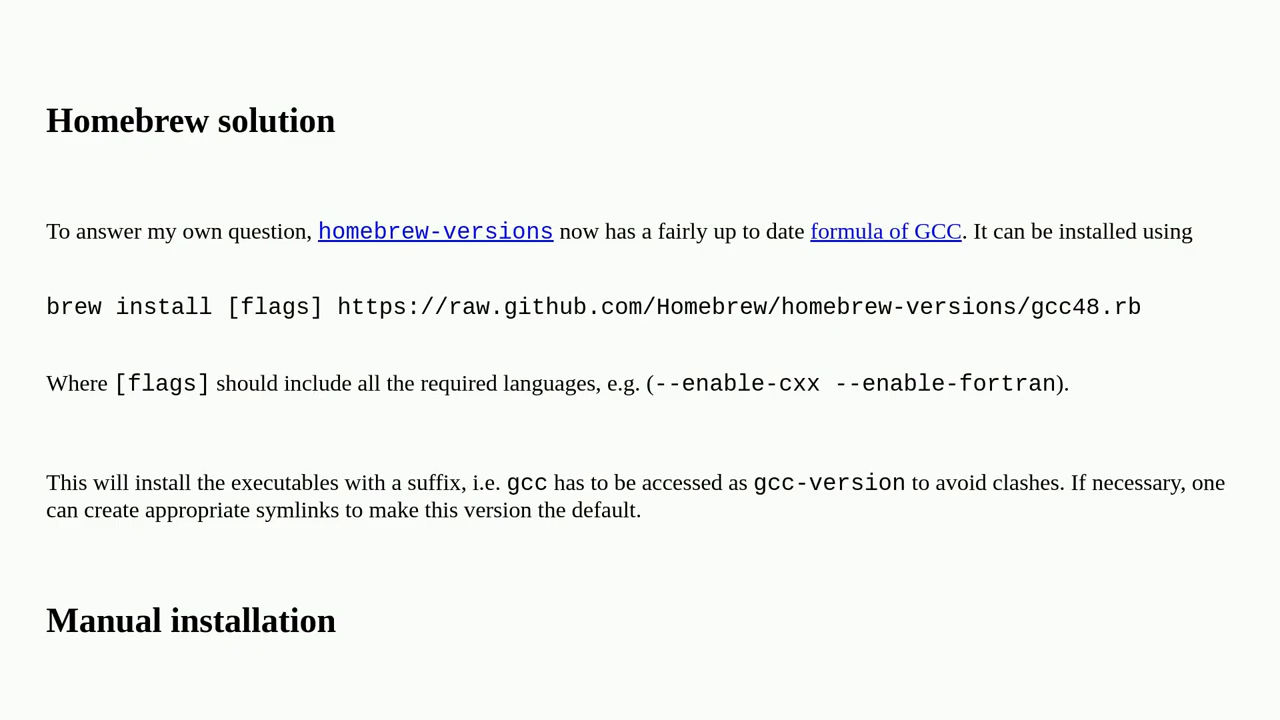 Homebrew solution
To answer my own question, homebrew-versions now has a fairly up to date formula of GCC. It can be installed using
brew install [flags] https://raw.github.com/Homebrew/homebrew-versions/gcc48.rb
Where [flags] should include all the required languages, e.g. (--enable-cxx --enable-fortran).
This will install the executables with a suffix, i.e. gcc has to be accessed as gcc-version to avoid clashes. If necessary, one
can create appropriate symlinks to make this version the default.
Manual installation